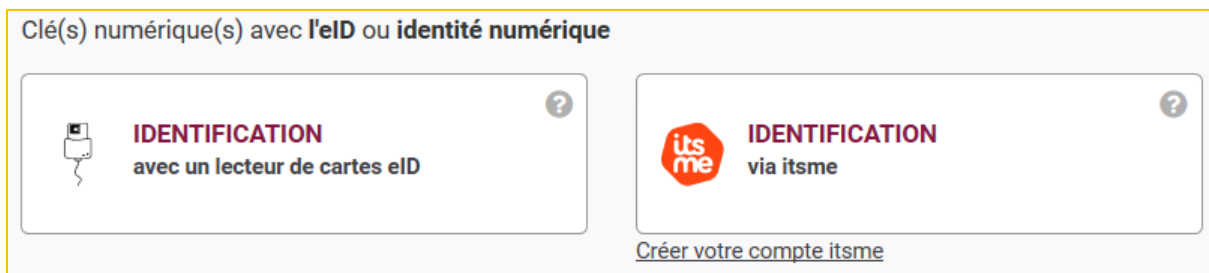 Clé(s) numérique(s) avec l'eID ou identité numérique
?
IDENTIFICATION
avec un lecteur de cartes eID
?
its
me
IDENTIFICATION
via itsme
Créer votre compte itsme